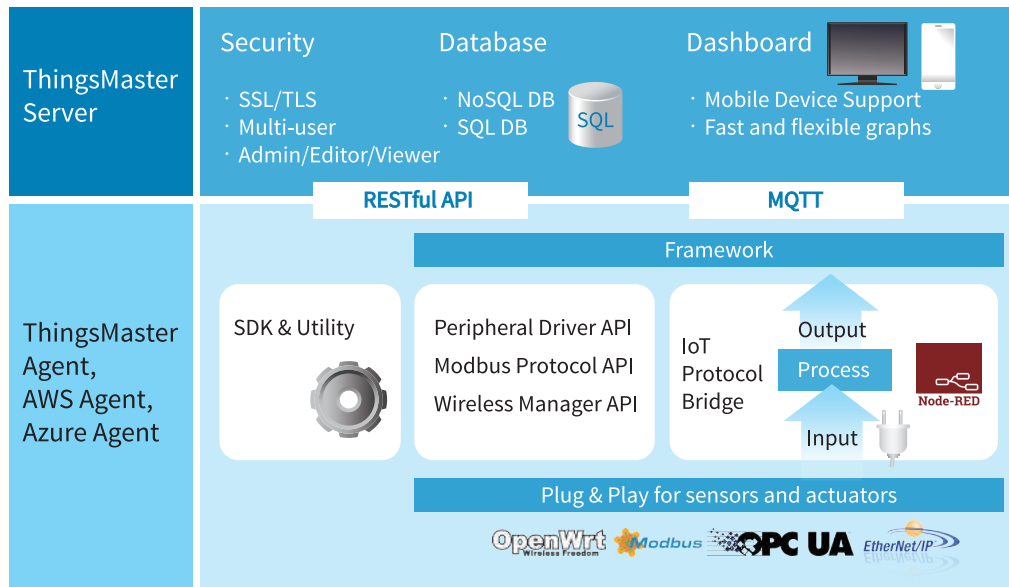 ThingsMaster
Server
Security
· SSL/TLS
· Multi-user
· Admin/Editor/Viewer
Database
· NoSQL DB
· SQL DB
SQL
Dashboard
· Mobile Device Support
· Fast and flexible graphs
RESTful API
MQTT
ThingsMaster
Agent,
AWS Agent,
Azure Agent
Framework
SDK & Utility
Peripheral Driver API
Modbus Protocol API
Wireless Manager API
IoT
Protocol
Bridge
Output
Process
Input
Node-RED
Plug & Play for sensors and actuators
OpenWrt
Wireless Freedom
Modbus
OPC UA
EtherNet/IP